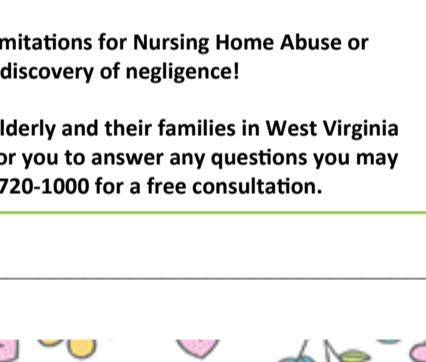 mitations for Nursing Home Abuse or
discovery of negligence!
lderly and their families in West Virginia
or you to answer any questions you may
720-1000 for a free consultation.